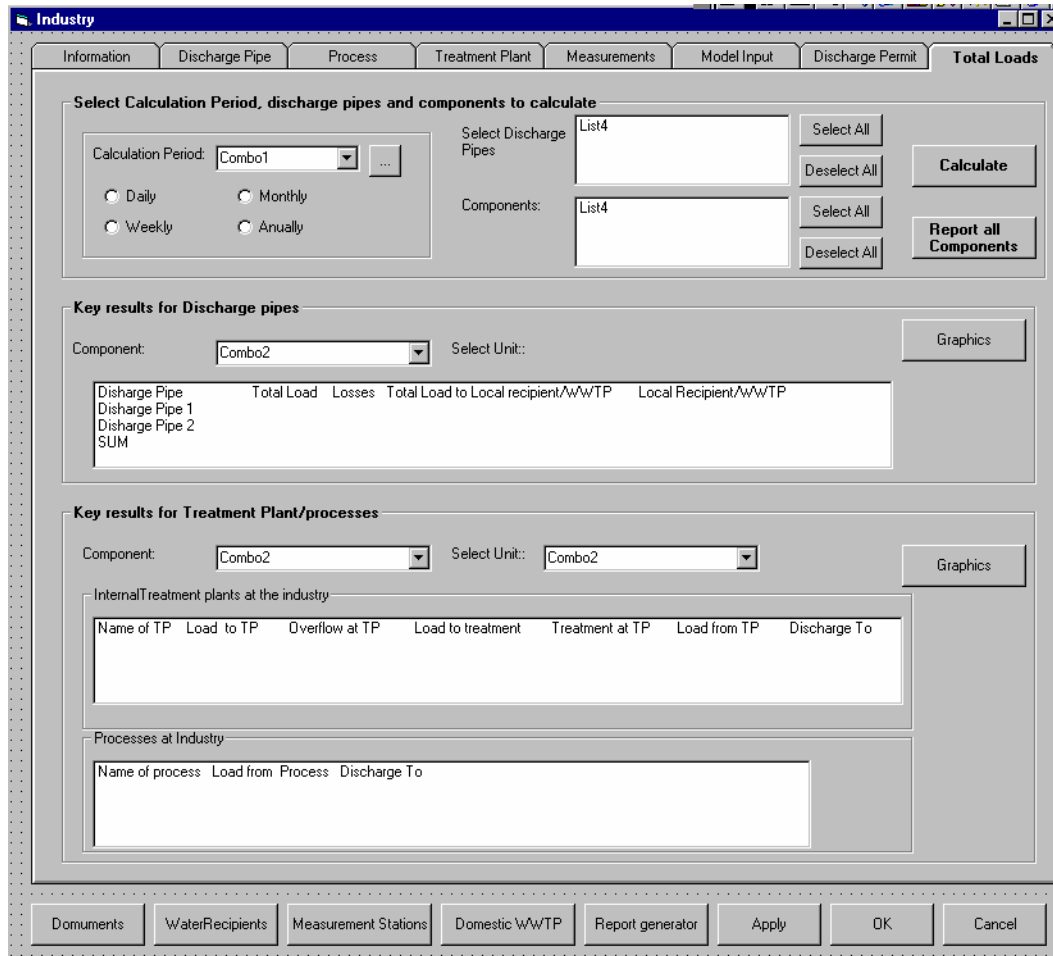 Industry
Information Discharge Pipe Process Treatment Plant Measurements Model Input Discharge Permit Total Loads
Select Calculation Period, discharge pipes and components to calculate
Calculation Period: Combo1 ...
Daily Monthly
Weekly Anually
Select Discharge
Pipes
List4
Select All
Deselect All
Components:
List4
Select All
Deselect All
Calculate
Report all
Components
Key results for Discharge pipes
Component: Combo2 Select Unit::
Graphics
Disharge Pipe Total Load Losses Total Load to Local recipient/WWTP Local Recipient/WWTP
Disharge Pipe 1
Disharge Pipe 2
SUM
Key results for Treatment Plant/processes
Component: Combo2 Select Unit:: Combo2
Graphics
InternalTreatment plants at the industry
Name of TP Load to TP Overflow at TP Load to treatment Treatment at TP Load from TP Discharge To
Processes at Industry
Name of process Load from Process Discharge To
Domuments WaterRecipients Measurement Stations Domestic WWTP Report generator Apply OK Cancel